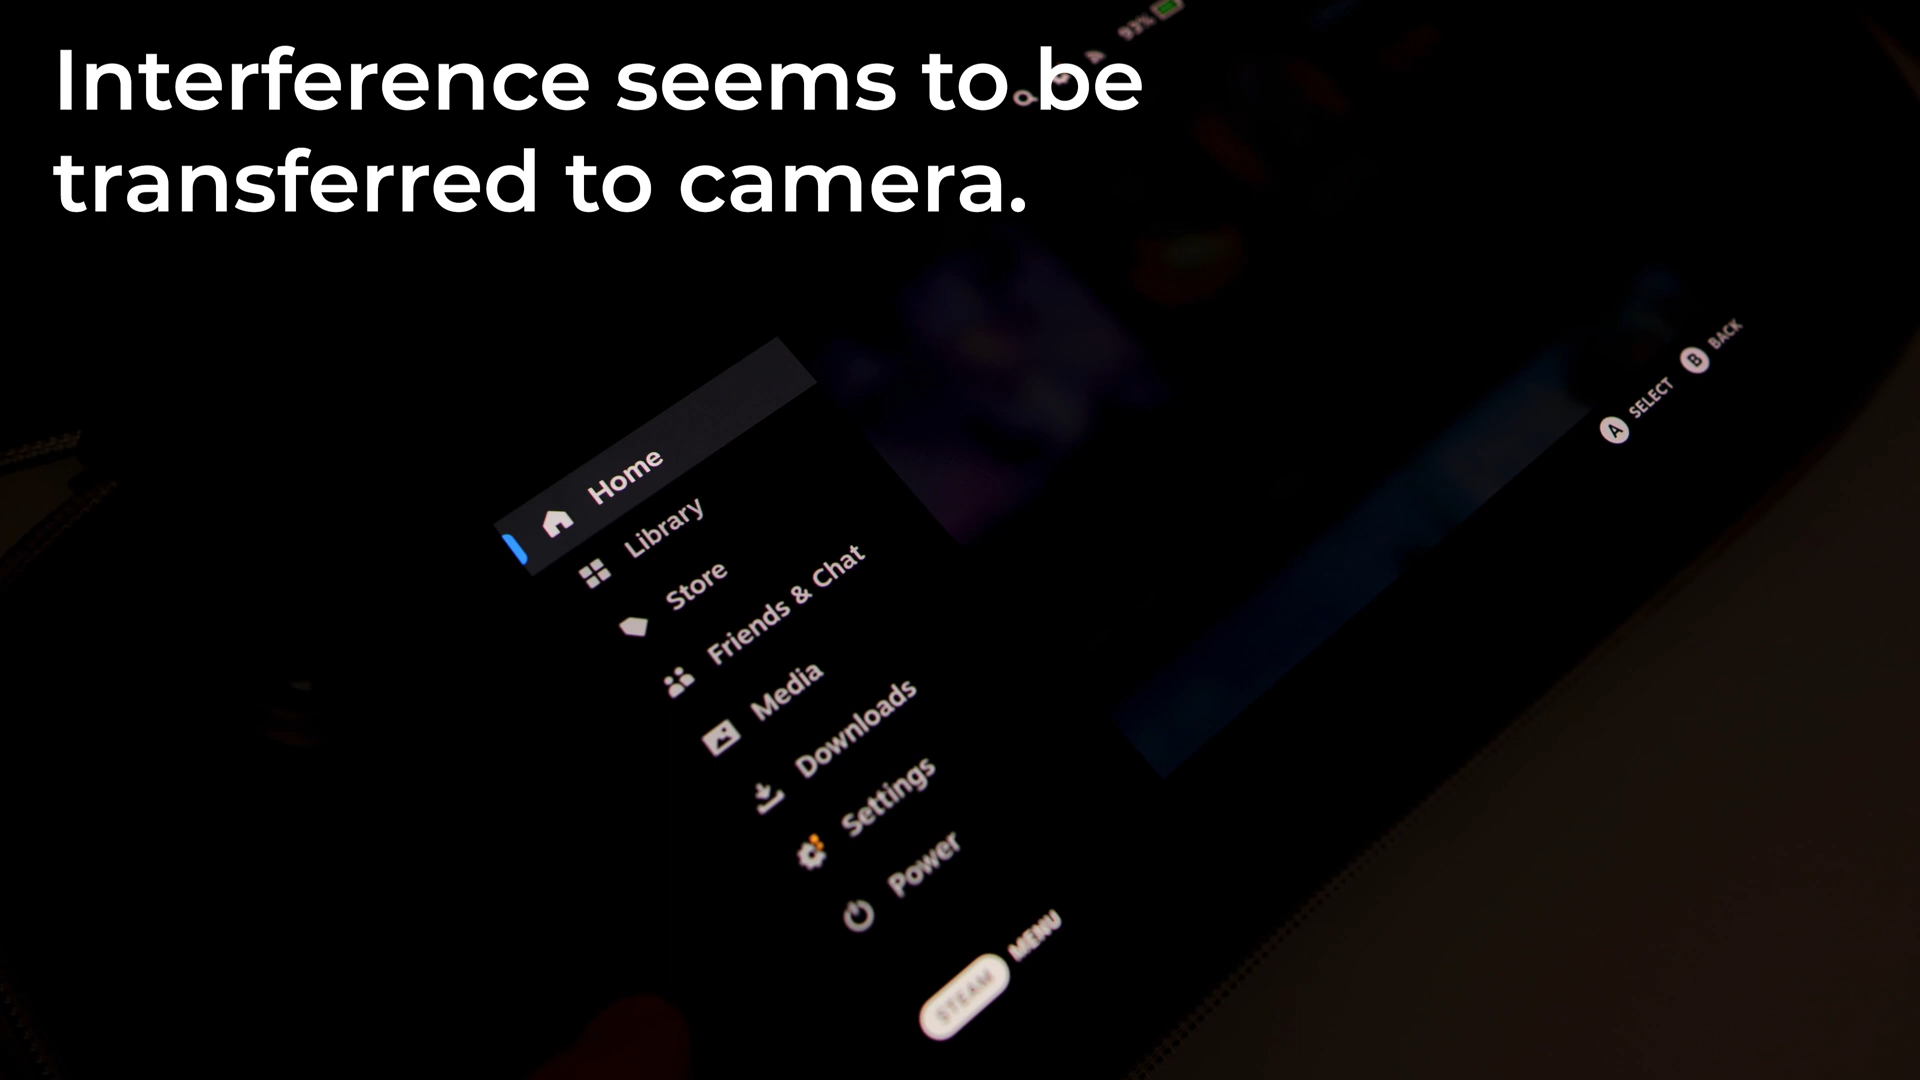 Interference seems to be
transferred to camera.
93%
Home
Library
Store
Friends & Chat
Media
Downloads
Settings
Power
STEAM MENU
A SELECT B BACK